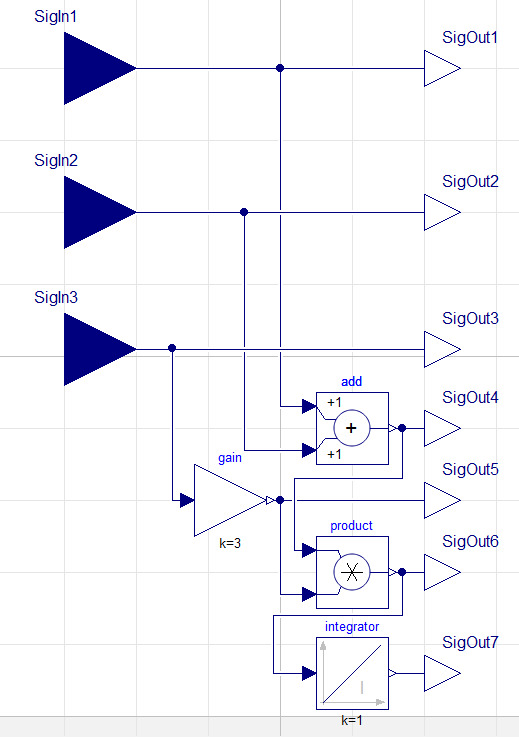 SigIn1
SigOut1
SigIn2
SigOut2
SigIn3
SigOut3
add
+1
+
+1
SigOut4
gain
k=3
SigOut5
product
SigOut6
integrator
I
k=1
SigOut7